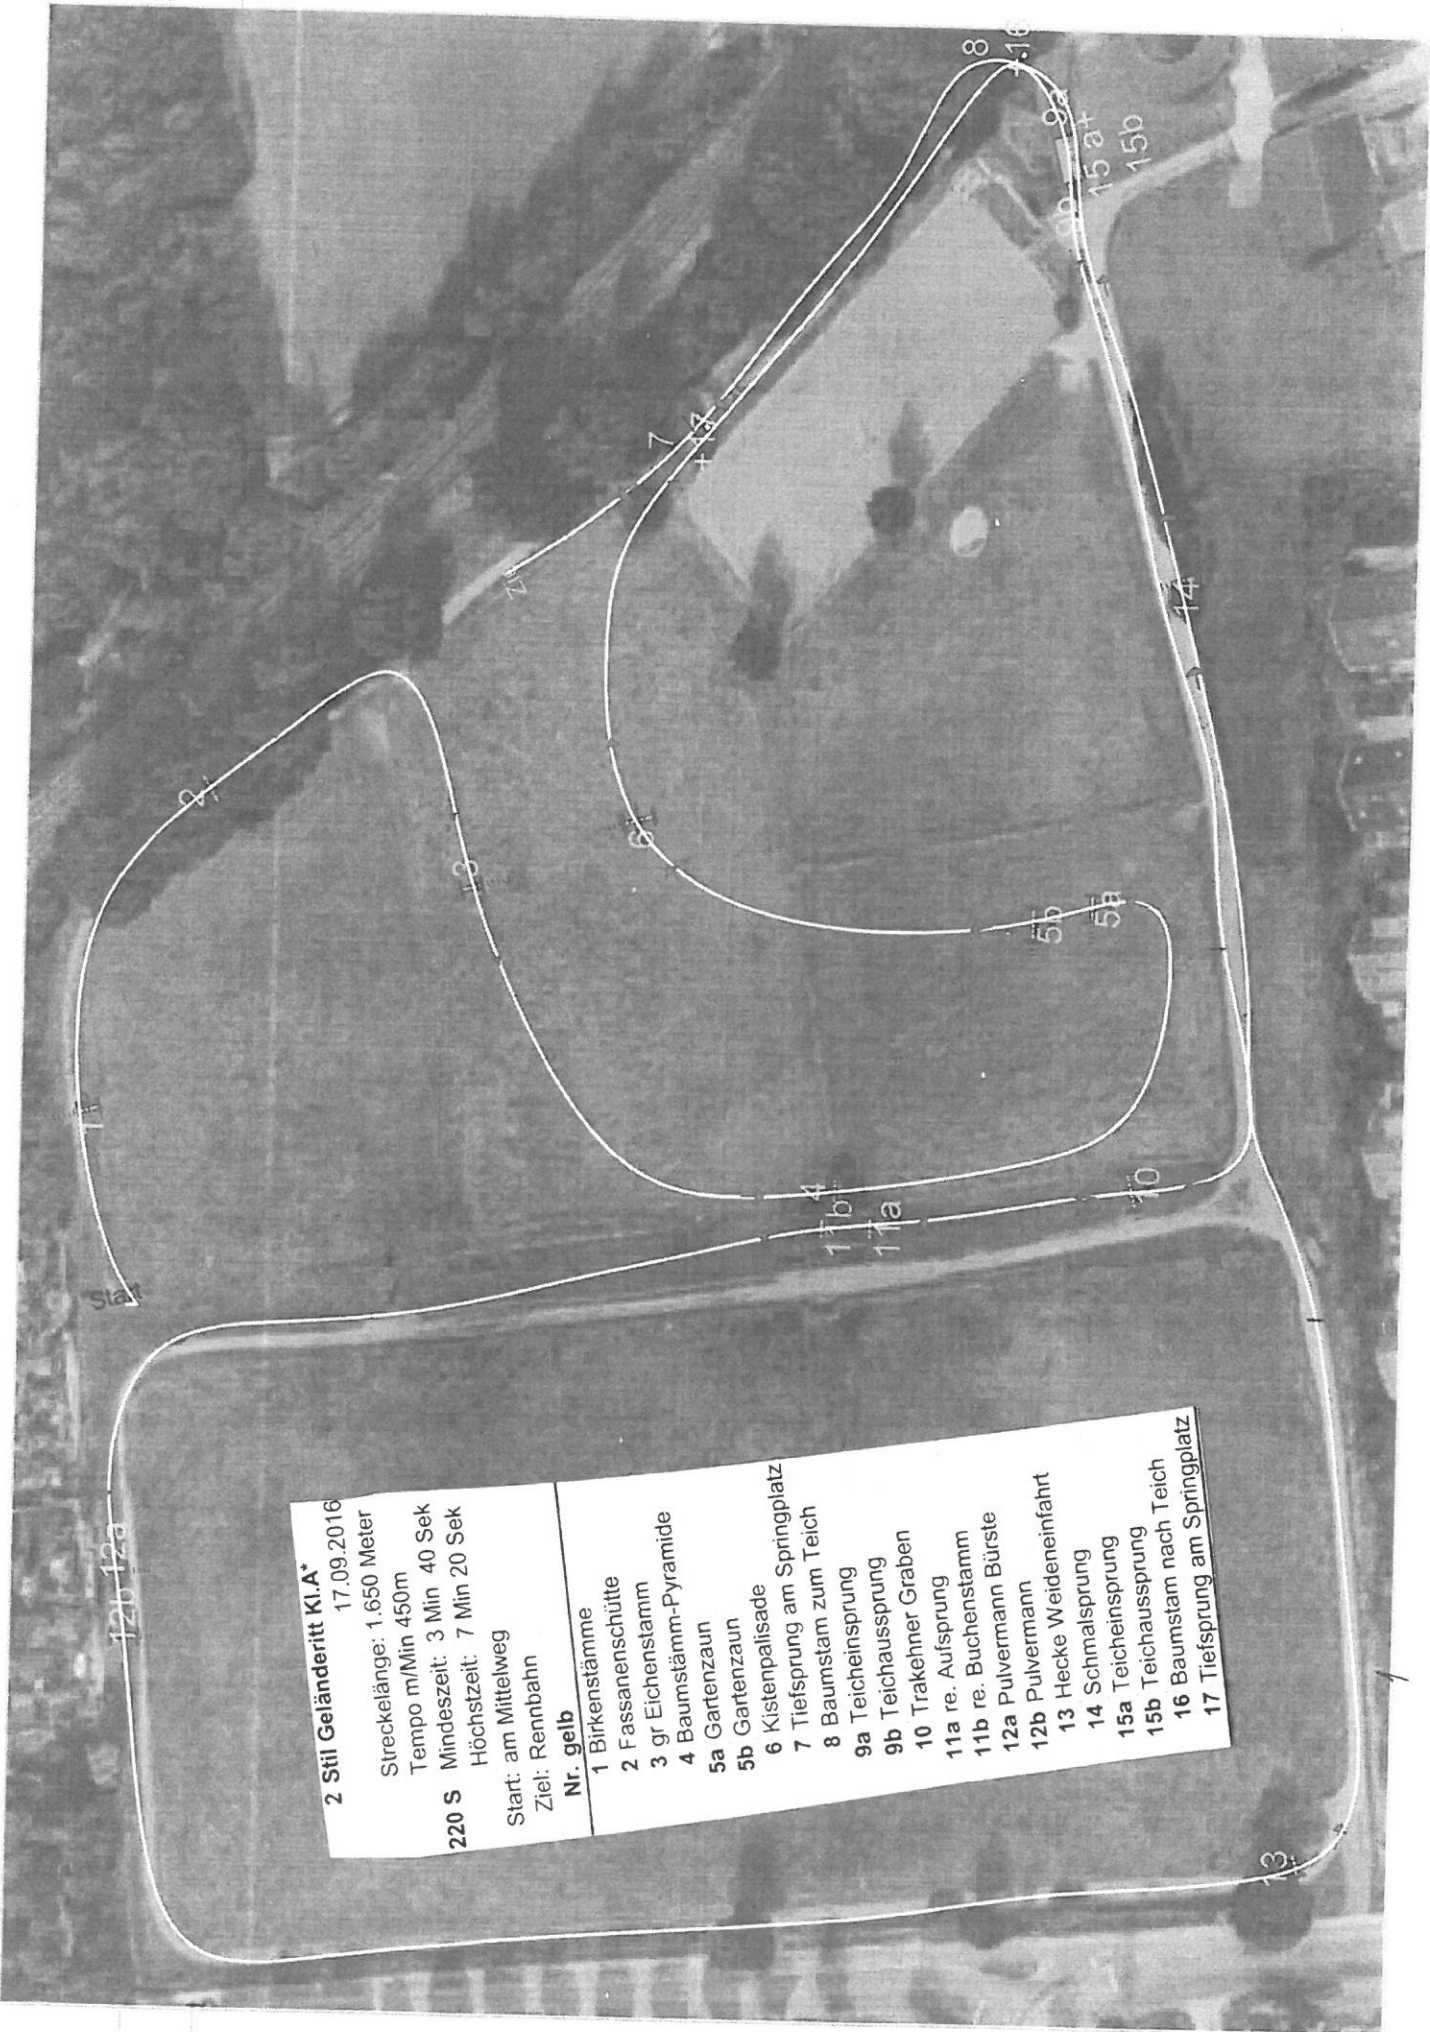 2 Stil Geländeritt Kl.A*
17.09.2016
Streckelänge: 1.650 Meter
Tempo m/Min 450m
220 S Mindeszeit: 3 Min 40 Sek
Höchstzeit: 7 Min 20 Sek
Start: am Mittelweg
Ziel: Rennbahn
Nr. gelb
1 Birkenstämme
2 Fassanenschütte
3 gr Eichenstamm
4 Baumstämm-Pyramide
5a Gartenzaun
5b Gartenzaun
6 Kistenpalisade
7 Tiefsprung am Springplatz
8 Baumstam zum Teich
9a Teicheinsprung
9b Teichaussprung
10 Trakehner Graben
11a re. Aufsprung
11b re. Buchenstamm
12a Pulvermann Bürste
12b Pulvermann
13 Hecke Weideneinfahrt
14 Schmalsprung
15a Teicheinsprung
15b Teichaussprung
16 Baumstam nach Teich
17 Tiefsprung am Springplatz
Start
1
2
3
4
5a
5b
6
7
+17
8
+16
9a
9b
15 a+
15b
10
11a
11b
12b 12a
13
14
Ziel